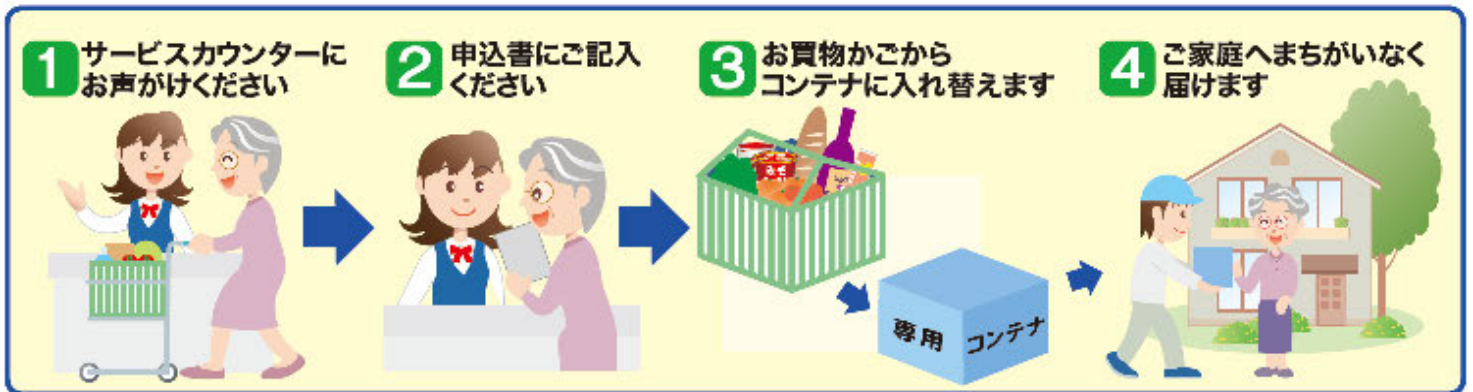 1 サービスカウンターに
お声がけください
2 申込書にご記入
ください
3 お買物かごから
コンテナに入れ替えます
4 ご家庭へまちがいなく
届けます
専用 コンテナ